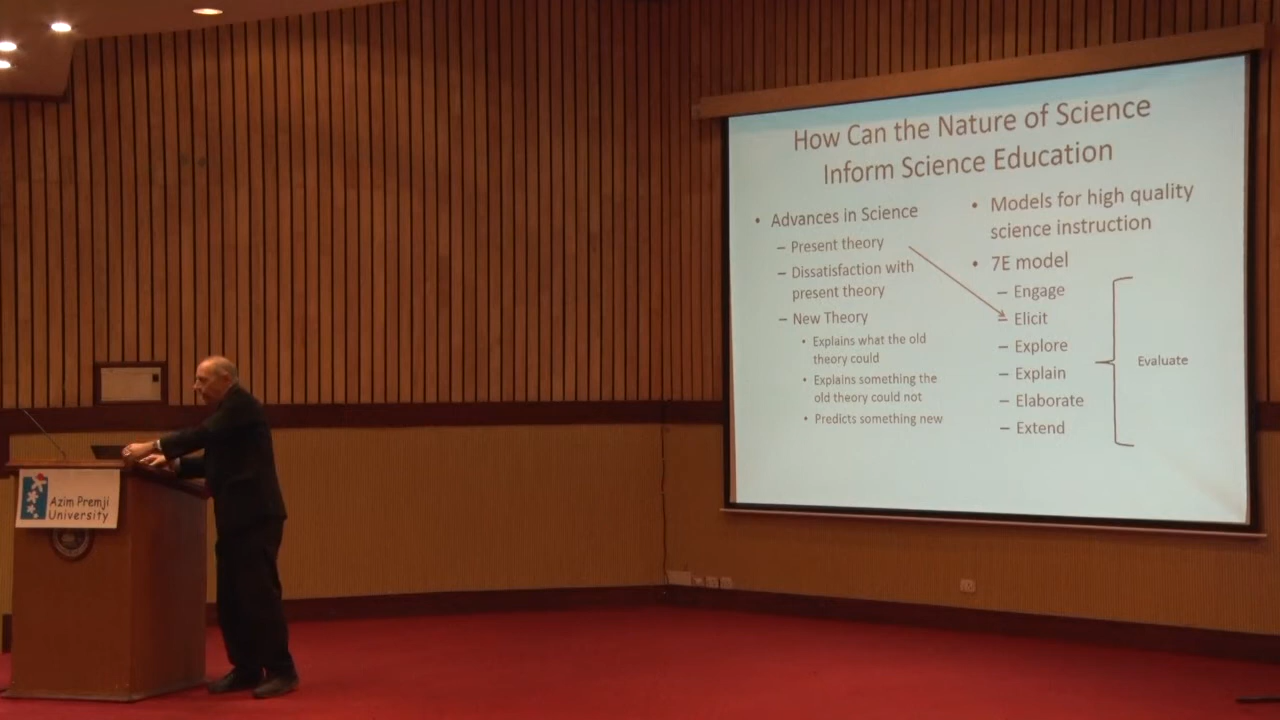 How Can the Nature of Science
Inform Science Education
• Advances in Science
– Present theory
– Dissatisfaction with
present theory
– New Theory
• Explains what the old
theory could
• Explains something the
old theory could not
• Predicts something new
• Models for high quality
science instruction
• 7E model
– Engage
– Elicit
– Explore
– Explain
– Elaborate
– Extend
Evaluate
Azim Premji
University